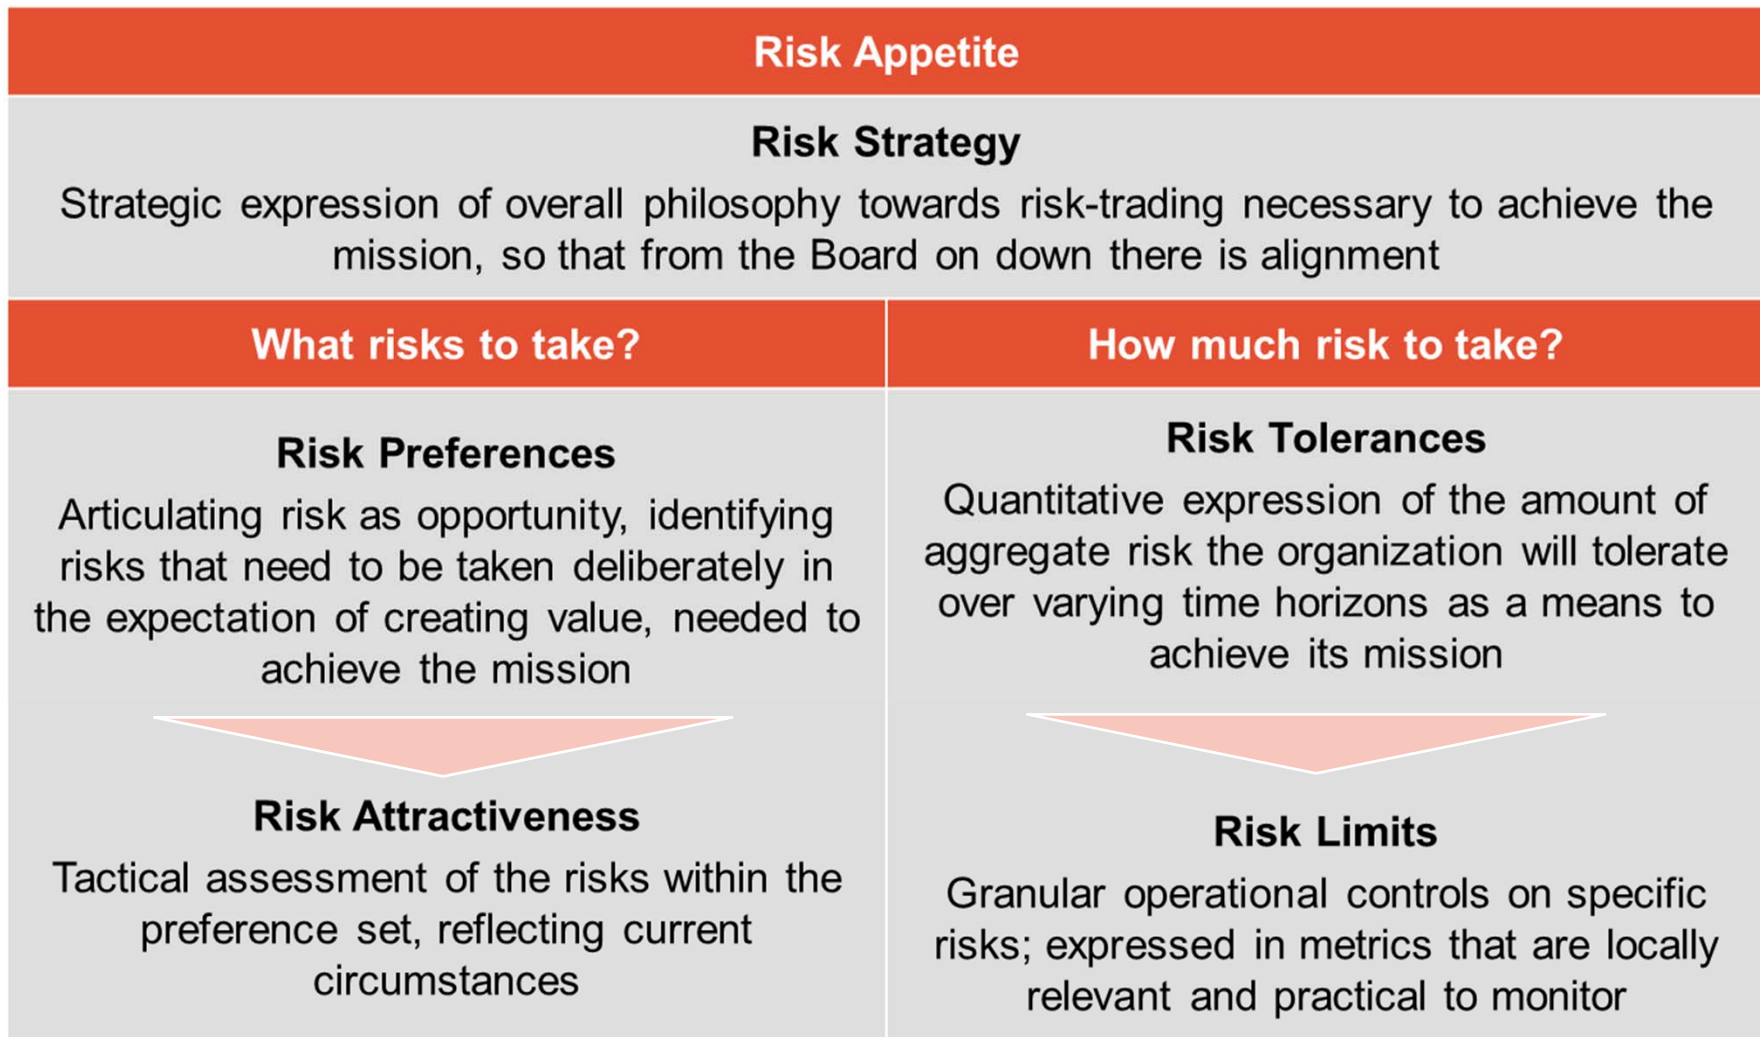 Risk Appetite
Risk Strategy
Strategic expression of overall philosophy towards risk-trading necessary to achieve the
mission, so that from the Board on down there is alignment
What risks to take?
How much risk to take?
Risk Preferences
Articulating risk as opportunity, identifying
risks that need to be taken deliberately in
the expectation of creating value, needed to
achieve the mission
Risk Attractiveness
Tactical assessment of the risks within the
preference set, reflecting current
circumstances
Risk Tolerances
Quantitative expression of the amount of
aggregate risk the organization will tolerate
over varying time horizons as a means to
achieve its mission
Risk Limits
Granular operational controls on specific
risks; expressed in metrics that are locally
relevant and practical to monitor